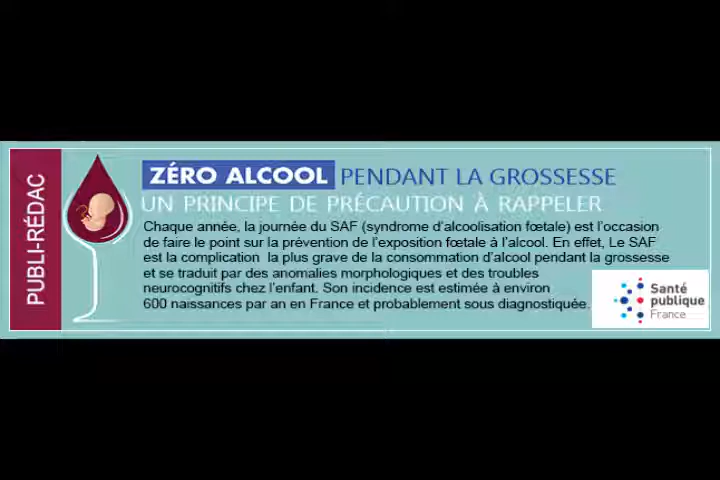 PUBLI-RÉDAC
ZÉRO ALCOOL PENDANT LA GROSSESSE
UN PRINCIPE DE PRÉCAUTION À RAPPELER
Chaque année, la journée du SAF (syndrome d'alcoolisation fœtale) est l'occasion
de faire le point sur la prévention de l'exposition fœtale à l'alcool. En effet, Le SAF
est la complication la plus grave de la consommation d'alcool pendant la grossesse
et se traduit par des anomalies morphologiques et des troubles
neurocognitifs chez l'enfant. Son incidence est estimée à environ
600 naissances par an en France et probablement sous diagnostiquée.
Santé
publique
France